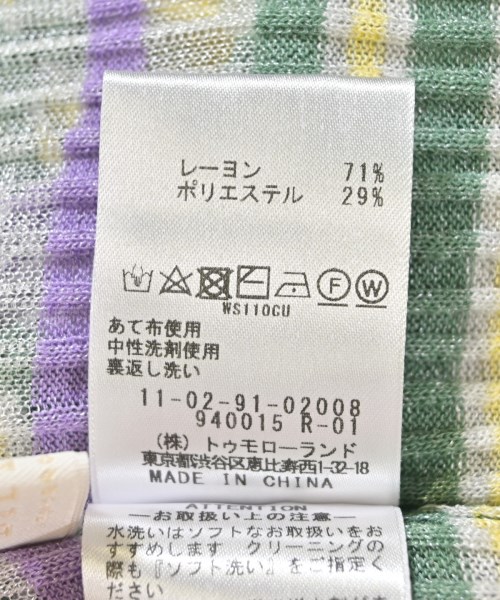 レーヨン 71%
ポリエステル 29%
F W
WS110CU
あて布使用
中性洗剤使用
裏返し洗い
11-02-91-02008
940015 R-01
(株) トゥモローランド
東京都渋谷区恵比寿西1-32-18
MADE IN CHINA
ATTENTION
―お取扱い上の注意―
水洗いはソフトなお取扱いをお
すすめします クリーニングの
際も『ソフト洗い』をご指定く
ださい